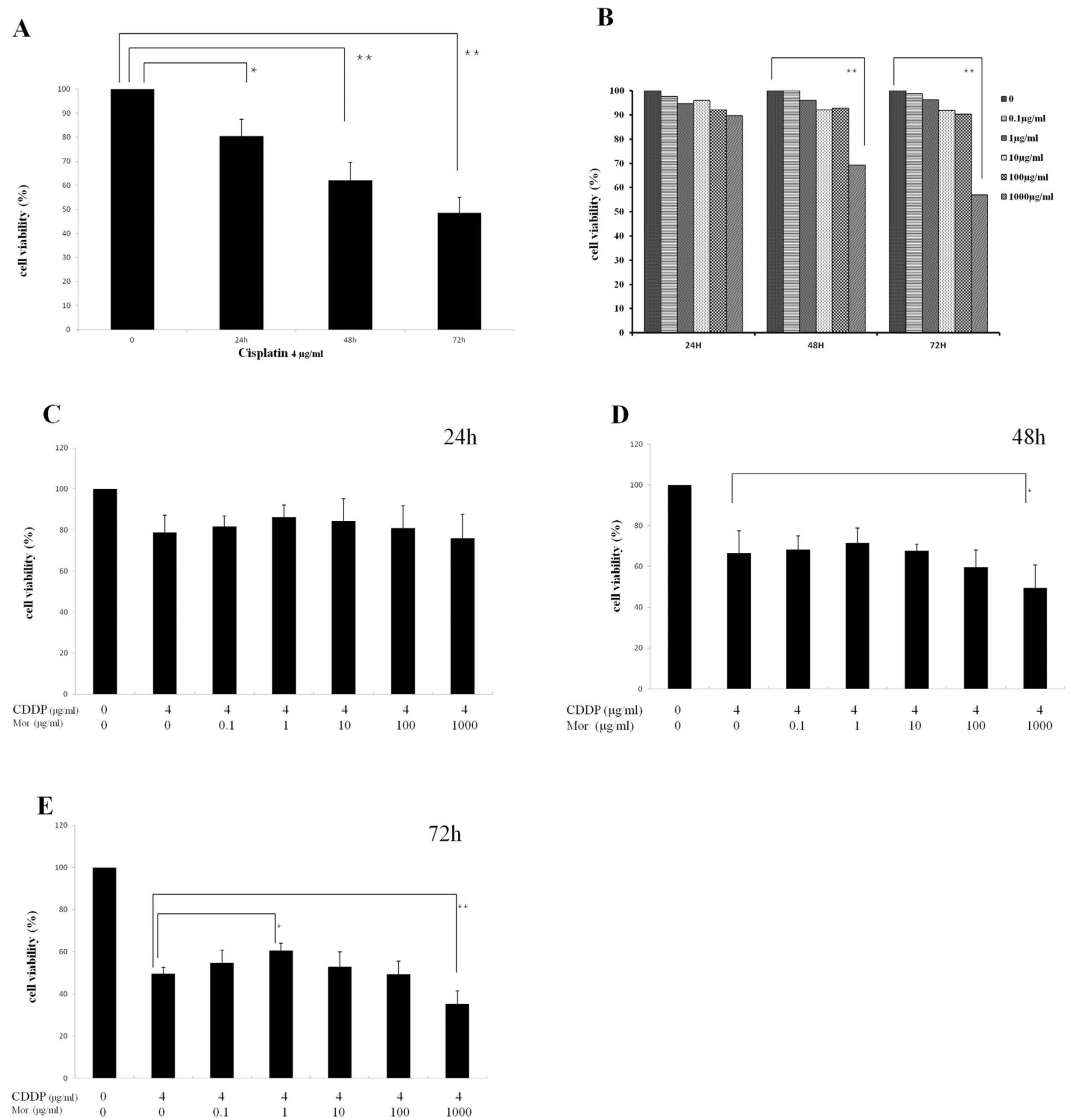 A
**
**
*
100
90
80
70
60
50
40
30
20
10
0
cell viability (%)
0 24h 48h 72h
Cisplatin 4 µg/ml
B
** **
100
90
80
70
60
50
40
30
20
10
0
cell viability (%)
24H 48H 72H
0
0.1µg/ml
1µg/ml
10µg/ml
100µg/ml
1000µg/ml
C
24h
120
100
80
60
40
20
0
cell viability (%)
CDDP (µg/ml) 0 4 4 4 4 4 4
Mor (µg/ml) 0 0 0.1 1 10 100 1000
D
48h
*
120
100
80
60
40
20
0
cell viability (%)
CDDP (µg/ml) 0 4 4 4 4 4 4
Mor (µg/ml) 0 0 0.1 1 10 100 1000
E
72h
**
*
120
100
80
60
40
20
0
cell viability (%)
CDDP (µg/ml) 0 4 4 4 4 4 4
Mor (µg/ml) 0 0 0.1 1 10 100 1000